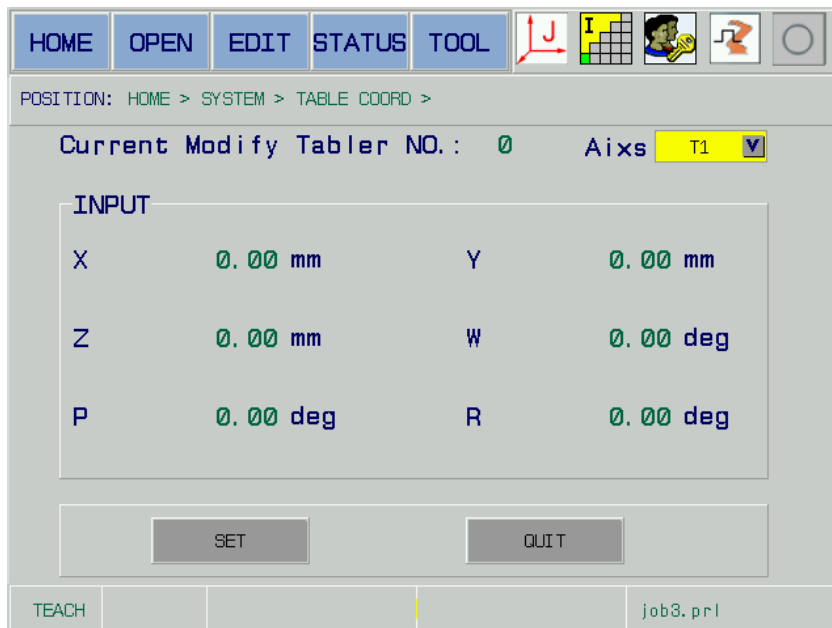 HOME OPEN EDIT STATUS TOOL J I
POSITION: HOME > SYSTEM > TABLE COORD >
Current Modify Tabler NO.: 0 Aixs T1 V
INPUT
X 0.00 mm Y 0.00 mm
Z 0.00 mm W 0.00 deg
P 0.00 deg R 0.00 deg
SET QUIT
TEACH job3.prl